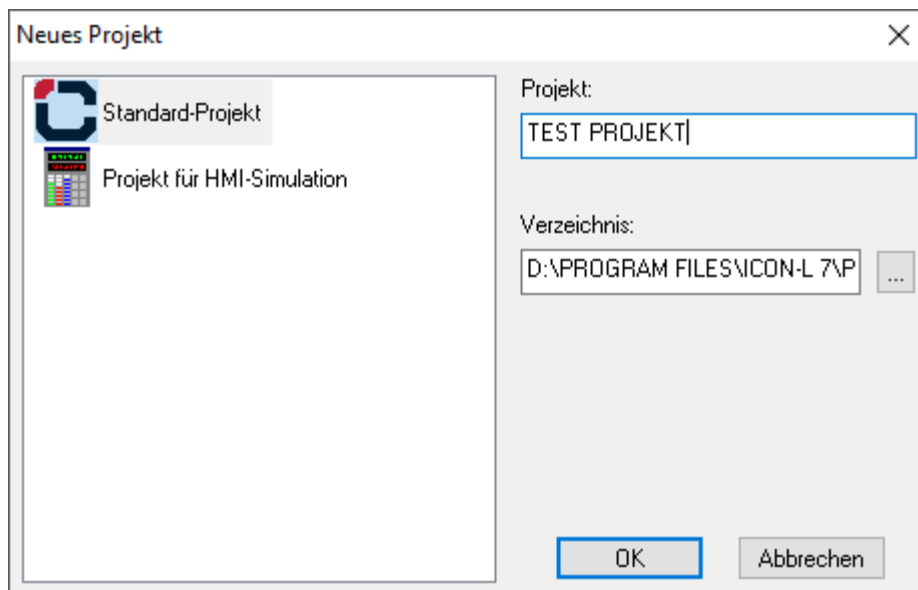 Neues Projekt
Standard-Projekt
Projekt für HMI-Simulation
Projekt:
TEST PROJEKT
Verzeichnis:
D:\PROGRAM FILES\ICON-L 7\P
...
OK
Abbrechen